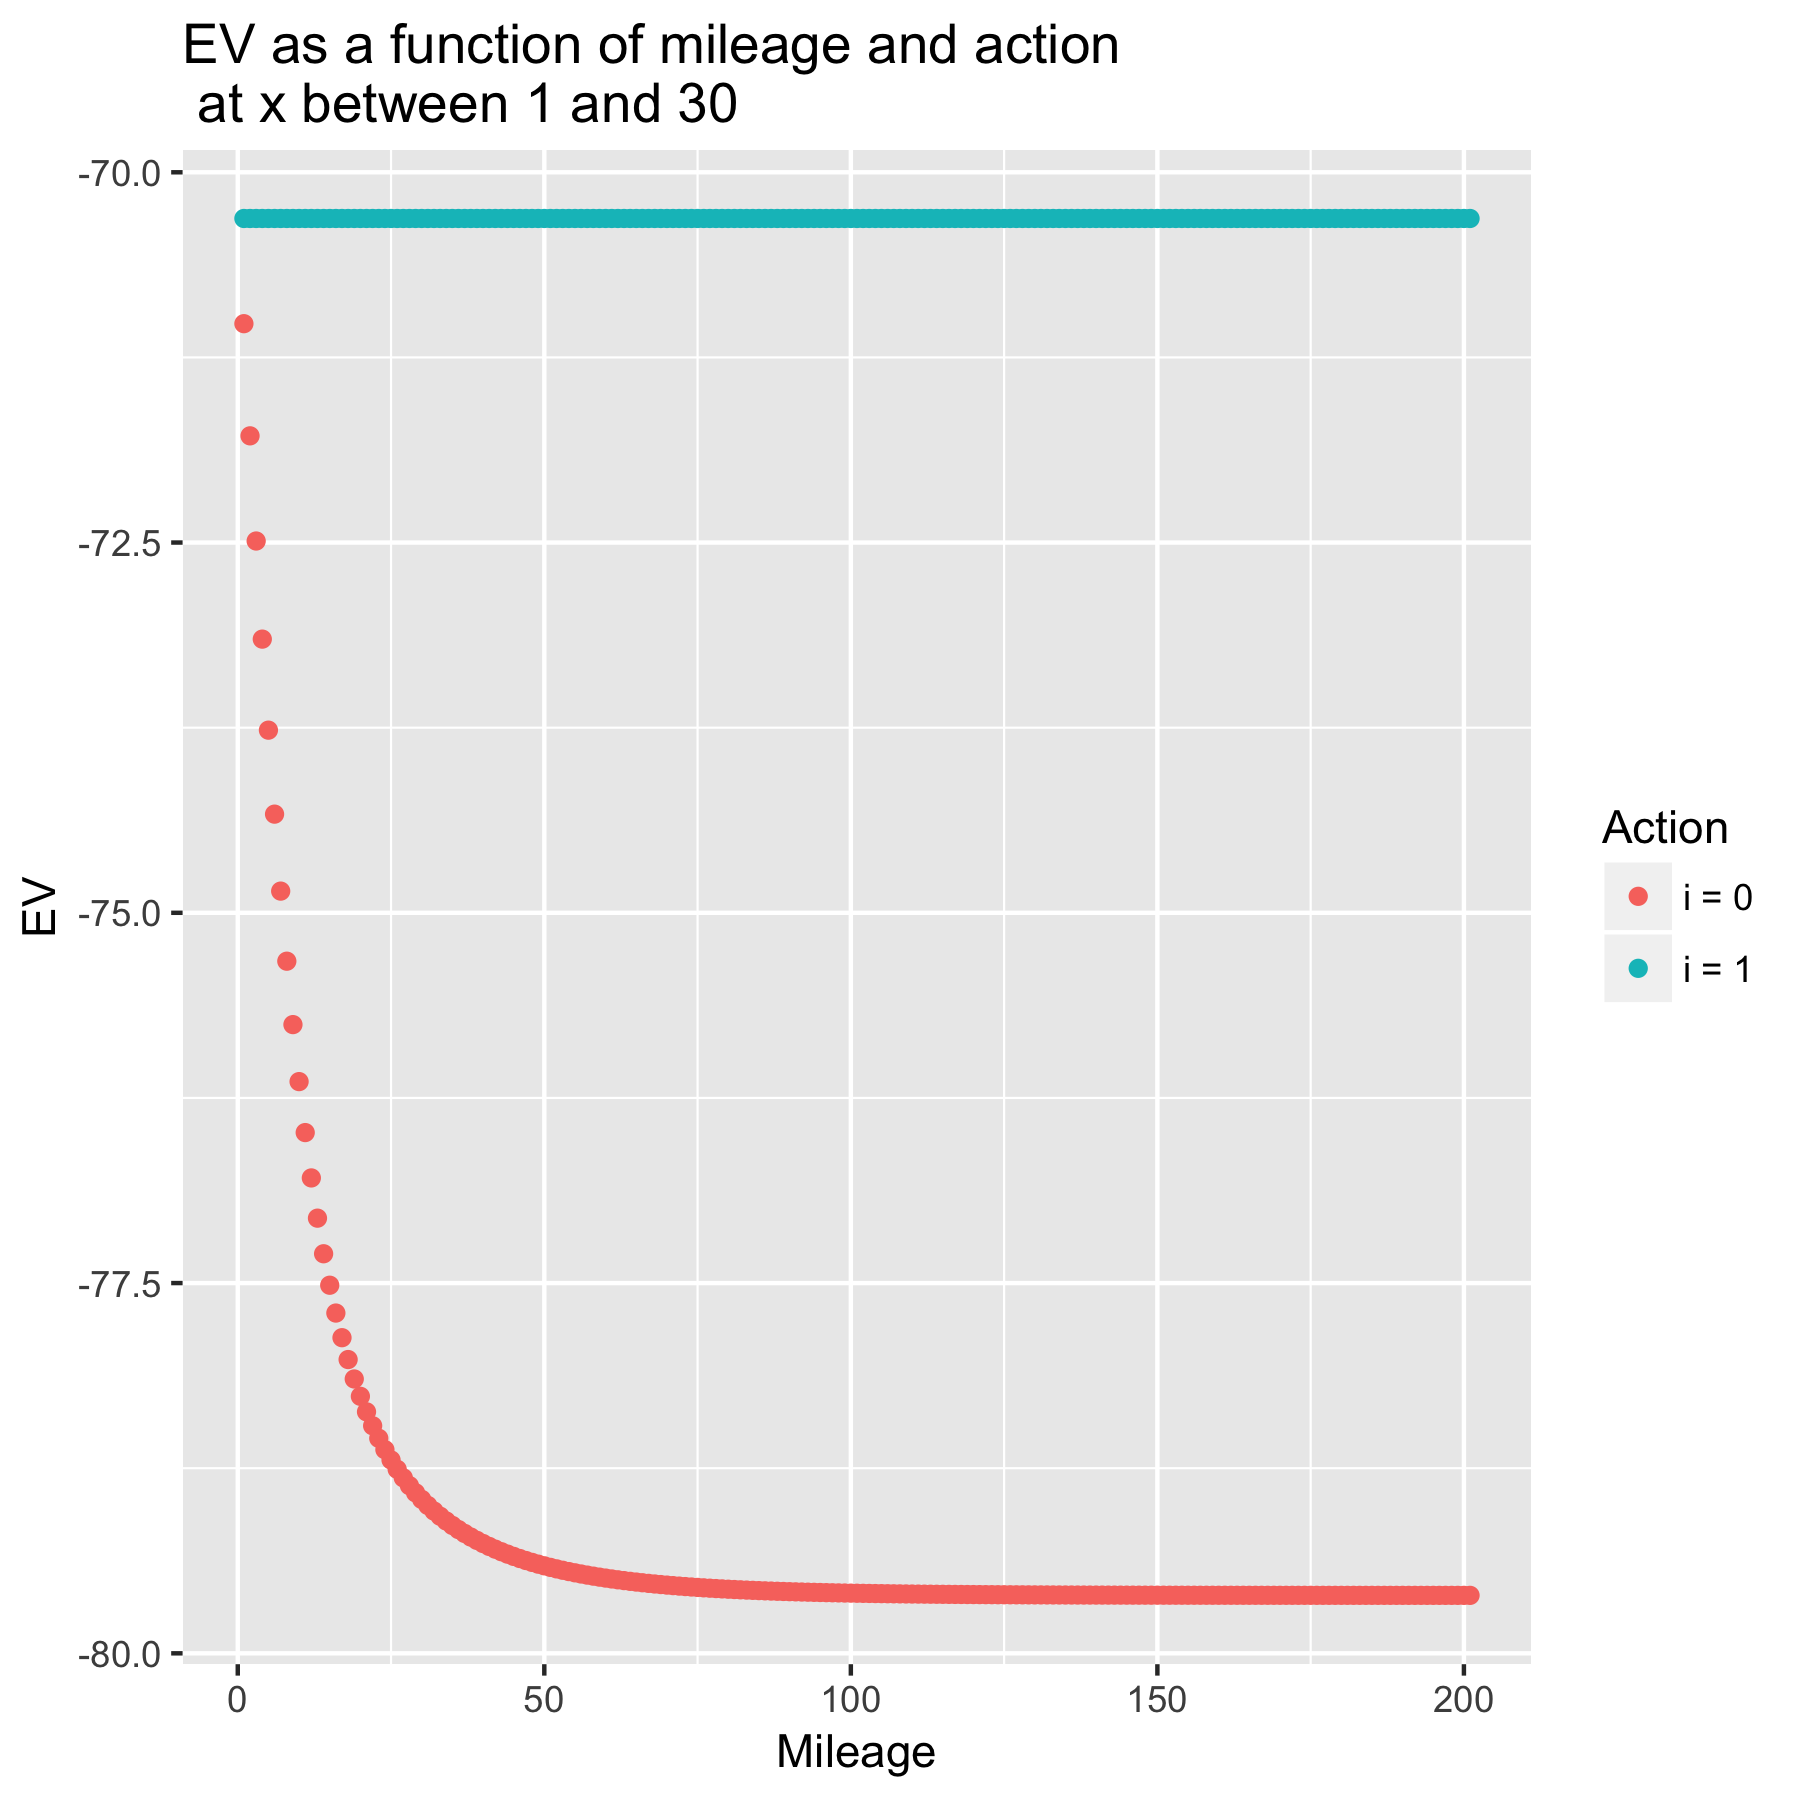 EV as a function of mileage and action
at x between 1 and 30
-70.0
-72.5
-75.0
-77.5
-80.0
EV
0
50
100
150
200
Mileage
Action
i = 0
i = 1